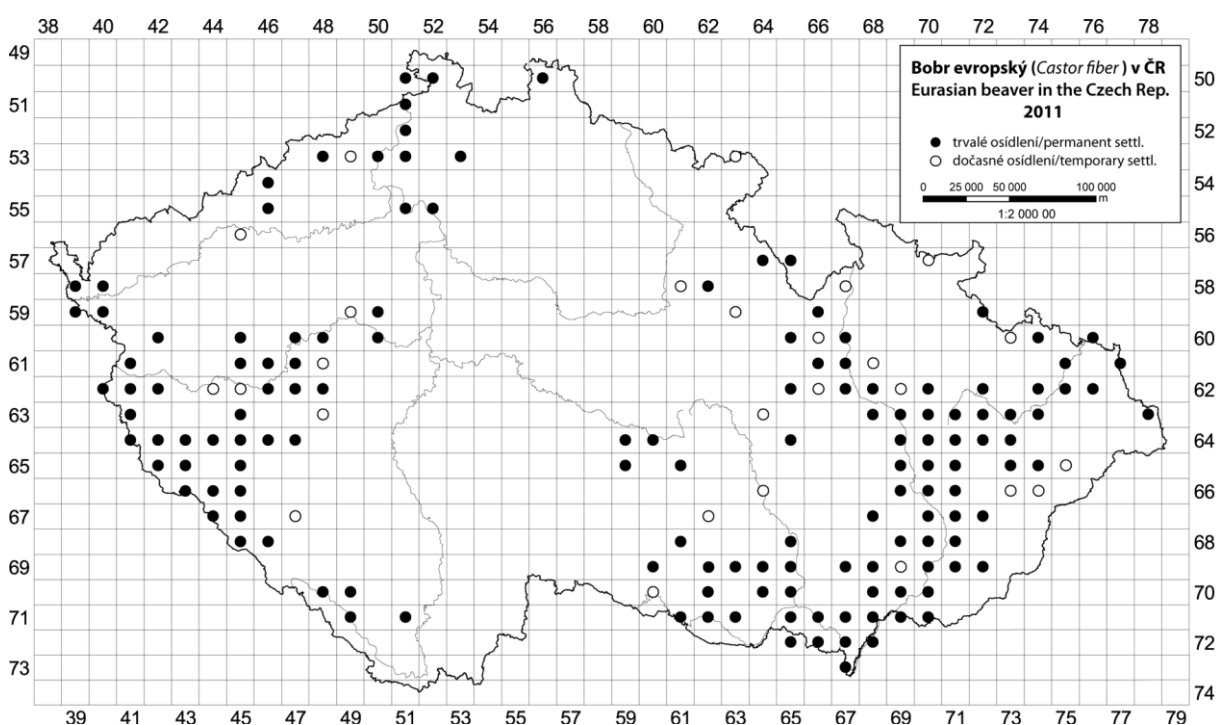 38 40 42 44 46 48 50 52 54 56 58 60 62 64 66 68 70 72 74 76 78
49 50
51 52
53 54
55 56
57 58
59 60
61 62
63 64
65 66
67 68
69 70
71 72
73 74
39 41 43 45 47 49 51 53 55 57 59 61 63 65 67 69 71 73 75 77 79
Bobr evropský (Castor fiber ) v ČR
Eurasian beaver in the Czech Rep.
2011
trvalé osídlení/permanent settl.
dočasné osídlení/temporary settl.
0 25 000 50 000 100 000
m
1:2 000 00